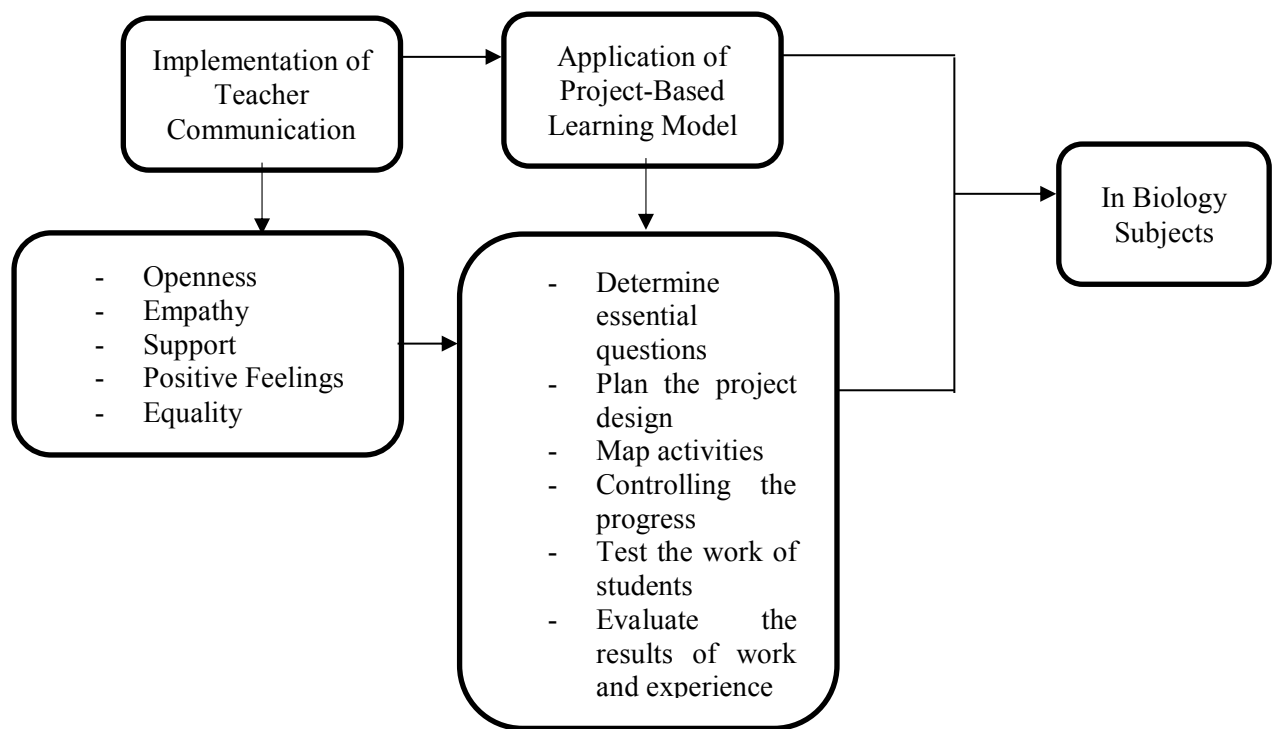 Implementation of
Teacher
Communication
Application of
Project-Based
Learning Model
In Biology
Subjects
- Openness
- Empathy
- Support
- Positive Feelings
- Equality
- Determine
essential
questions
- Plan the project
design
- Map activities
- Controlling the
progress
- Test the work of
students
- Evaluate the
results of work
and experience